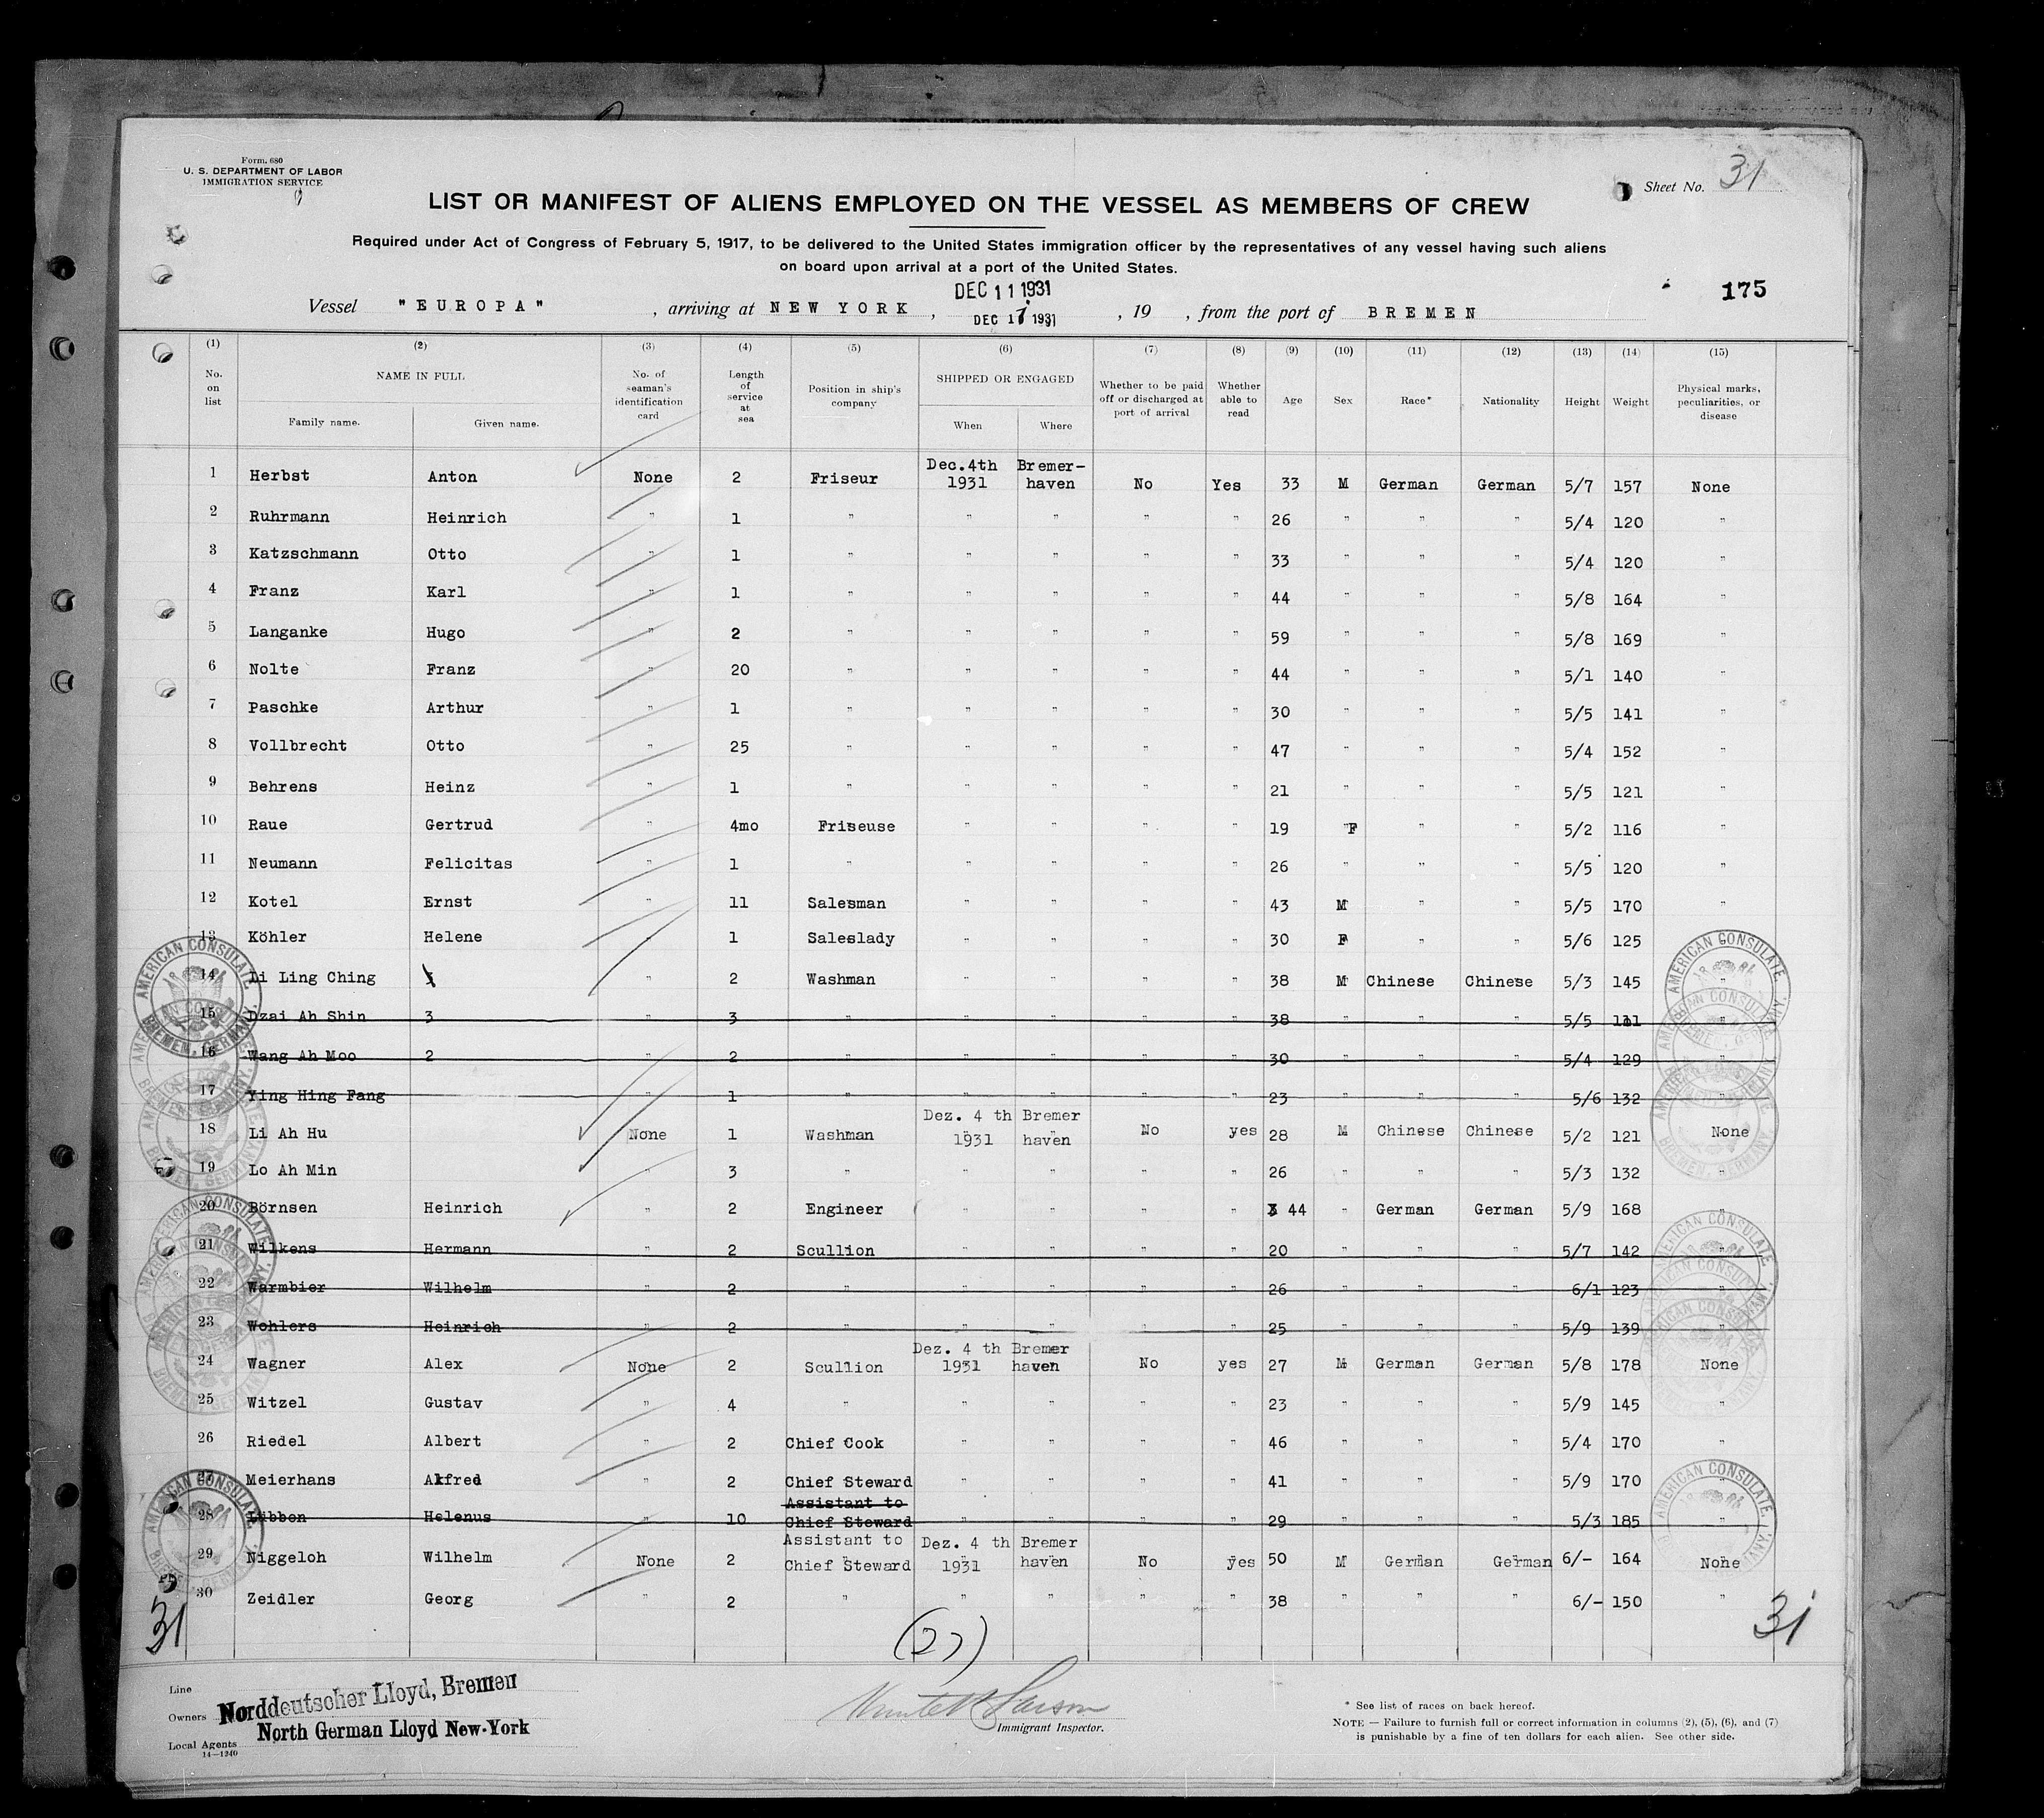 Form. 680
U. S. DEPARTMENT OF LABOR
IMMIGRATION SERVICE
Sheet No. 31
LIST OR MANIFEST OF ALIENS EMPLOYED ON THE VESSEL AS MEMBERS OF CREW
Required under Act of Congress of February 5, 1917, to be delivered to the United States immigration officer by the representatives of any vessel having such aliens
on board upon arrival at a port of the United States.
175
DEC 11 1931
Vessel "EUROPA", arriving at NEW YORK, DEC 17 1931, 19 , from the port of BREMEN
(1) (2) (3) (4) (5) (6) (7) (8) (9) (10) (11) (12) (13) (14) (15)
No. on list NAME IN FULL Family name. Given name. No. of seaman's identification card Length of service at sea Position in ship's company SHIPPED OR ENGAGED When Where Whether to be paid off or discharged at port of arrival Whether able to read Age Sex Race* Nationality Height Weight Physical marks, peculiarities, or disease
1 Herbst Anton None 2 Friseur Dec.4th 1931 Bremer-haven No Yes 33 M German German 5/7 157 None
2 Ruhrmann Heinrich " 1 " " " " " 26 " " " 5/4 120 "
3 Katzschmann Otto " 1 " " " " " 33 " " " 5/4 120 "
4 Franz Karl " 1 " " " " " 44 " " " 5/8 164 "
5 Langanke Hugo " 2 " " " " " 59 " " " 5/8 169 "
6 Nolte Franz " 20 " " " " " 44 " " " 5/1 140 "
7 Paschke Arthur " 1 " " " " " 30 " " " 5/5 141 "
8 Vollbrecht Otto " 25 " " " " " 47 " " " 5/4 152 "
9 Behrens Heinz " 1 " " " " " 21 " " " 5/5 121 "
10 Raue Gertrud " 4mo Friseuse " " " " 19 F " " 5/2 116 "
11 Neumann Felicitas " 1 " " " " " 26 " " " 5/5 120 "
12 Kotel Ernst " 11 Salesman " " " " 43 M " " 5/5 170 "
13 Köhler Helene " 1 Saleslady " " " " 30 F " " 5/6 125 "
14 Li Ling Ching " 2 Washman " " " " 38 M Chinese Chinese 5/3 145 "
15 Dzai Ah Shin 3 " 3 " " " " " 38 " " " 5/5 111 "
16 Wang Ah Moo 2 " 2 " " " " " 30 " " " 5/4 129 "
17 Ying Hing Fang " 1 " " " " " 23 " " " 5/6 132 "
18 Li Ah Hu None 1 Washman Dez. 4 th 1931 Bremer haven No yes 28 M Chinese Chinese 5/2 121 None
19 Lo Ah Min " 3 " " " " " 26 " " " 5/3 132 "
20 Börnsen Heinrich " 2 Engineer " " " " 44 " German German 5/9 168 "
21 Wilkens Hermann " 2 Scullion " " " " 20 " " " 5/7 142 "
22 Warmbier Wilhelm " 2 " " " " " 26 " " " 6/1 123 "
23 Wohlers Heinrich " 2 " " " " " 25 " " " 5/9 139 "
24 Wagner Alex None 2 Scullion Dez. 4 th 1931 Bremer haven No yes 27 M German German 5/8 178 None
25 Witzel Gustav " 4 " " " " " 23 " " " 5/9 145 "
26 Riedel Albert " 2 Chief Cook " " " " 46 " " " 5/4 170 "
27 Meierhans Alfred " 2 Chief Steward " " " " 41 " " " 5/9 170 "
28 Lübbon Helenus " 10 Assistant to Chief Steward " " " " 29 " " " 5/3 185 "
29 Niggeloh Wilhelm None 2 Assistant to Chief Steward Dez. 4 th 1931 Bremer haven No yes 50 M German German 6/- 164 None
30 Zeidler Georg " 2 " " " " " 38 " " " 6/- 150 "
AMERICAN CONSULATE, BREMEN, GERMANY.
31
(27)
31
Line
Owners Norddeutscher Lloyd, Bremen
North German Lloyd New-York
Local Agents
14—1240
Larson
Immigrant Inspector.
* See list of races on back hereof.
NOTE — Failure to furnish full or correct information in columns (2), (5), (6), and (7)
is punishable by a fine of ten dollars for each alien. See other side.